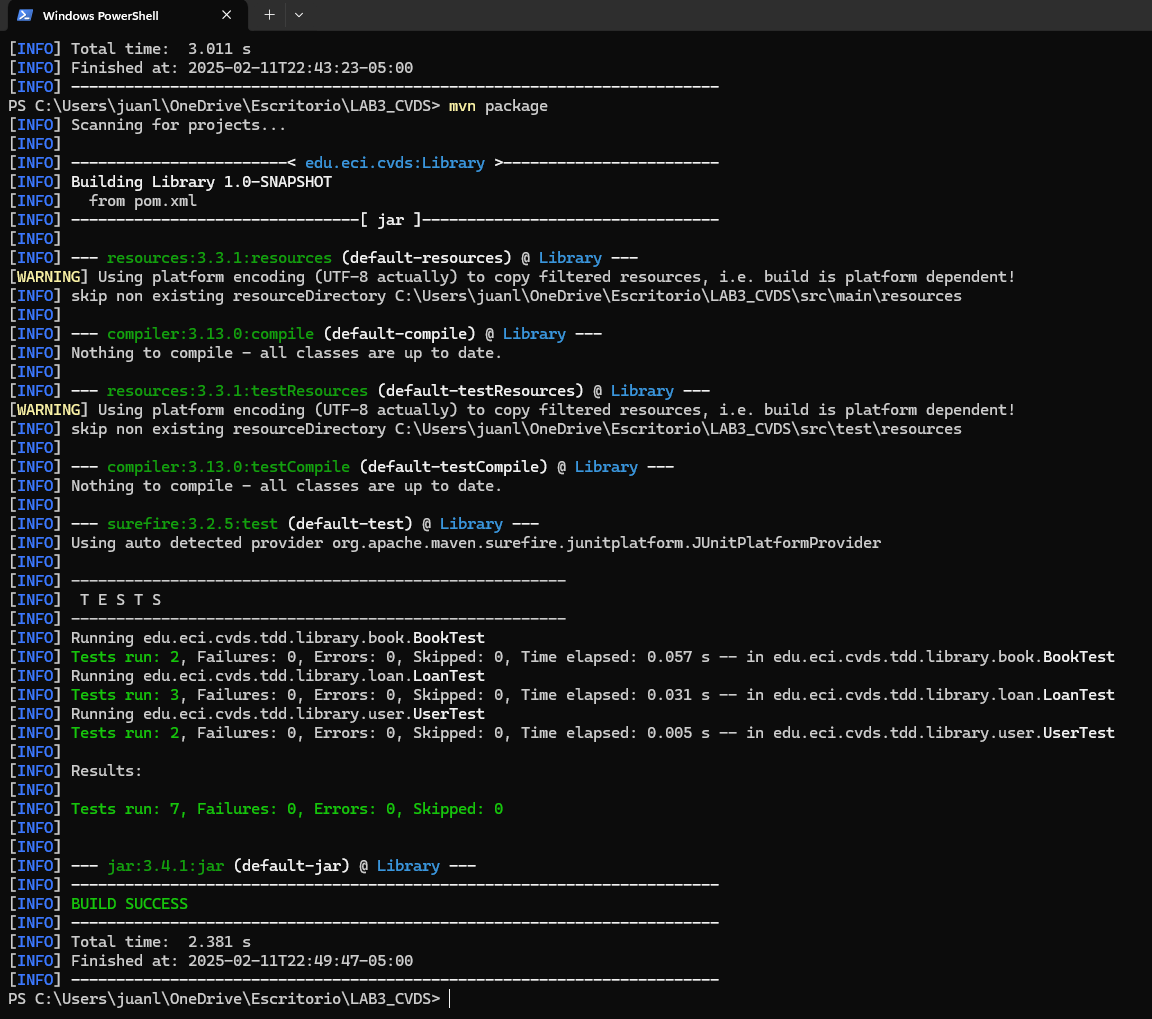 Windows PowerShell
[INFO] Total time:  3.011 s
[INFO] Finished at: 2025-02-11T22:43:23-05:00
[INFO] ------------------------------------------------------------------------
PS C:\Users\juanl\OneDrive\Escritorio\LAB3_CVDS> mvn package
[INFO] Scanning for projects...
[INFO]
[INFO] ------------------------< edu.eci.cvds:Library >------------------------
[INFO] Building Library 1.0-SNAPSHOT
[INFO]   from pom.xml
[INFO] --------------------------------[ jar ]---------------------------------
[INFO]
[INFO] --- resources:3.3.1:resources (default-resources) @ Library ---
[WARNING] Using platform encoding (UTF-8 actually) to copy filtered resources, i.e. build is platform dependent!
[INFO] skip non existing resourceDirectory C:\Users\juanl\OneDrive\Escritorio\LAB3_CVDS\src\main\resources
[INFO]
[INFO] --- compiler:3.13.0:compile (default-compile) @ Library ---
[INFO] Nothing to compile - all classes are up to date.
[INFO]
[INFO] --- resources:3.3.1:testResources (default-testResources) @ Library ---
[WARNING] Using platform encoding (UTF-8 actually) to copy filtered resources, i.e. build is platform dependent!
[INFO] skip non existing resourceDirectory C:\Users\juanl\OneDrive\Escritorio\LAB3_CVDS\src\test\resources
[INFO]
[INFO] --- compiler:3.13.0:testCompile (default-testCompile) @ Library ---
[INFO] Nothing to compile - all classes are up to date.
[INFO]
[INFO] --- surefire:3.2.5:test (default-test) @ Library ---
[INFO] Using auto detected provider org.apache.maven.surefire.junitplatform.JUnitPlatformProvider
[INFO]
[INFO] -------------------------------------------------------
[INFO]  T E S T S
[INFO] -------------------------------------------------------
[INFO] Running edu.eci.cvds.tdd.library.book.BookTest
[INFO] Tests run: 2, Failures: 0, Errors: 0, Skipped: 0, Time elapsed: 0.057 s -- in edu.eci.cvds.tdd.library.book.BookTest
[INFO] Running edu.eci.cvds.tdd.library.loan.LoanTest
[INFO] Tests run: 3, Failures: 0, Errors: 0, Skipped: 0, Time elapsed: 0.031 s -- in edu.eci.cvds.tdd.library.loan.LoanTest
[INFO] Running edu.eci.cvds.tdd.library.user.UserTest
[INFO] Tests run: 2, Failures: 0, Errors: 0, Skipped: 0, Time elapsed: 0.005 s -- in edu.eci.cvds.tdd.library.user.UserTest
[INFO]
[INFO] Results:
[INFO]
[INFO] Tests run: 7, Failures: 0, Errors: 0, Skipped: 0
[INFO]
[INFO]
[INFO] --- jar:3.4.1:jar (default-jar) @ Library ---
[INFO] ------------------------------------------------------------------------
[INFO] BUILD SUCCESS
[INFO] ------------------------------------------------------------------------
[INFO] Total time:  2.381 s
[INFO] Finished at: 2025-02-11T22:49:47-05:00
[INFO] ------------------------------------------------------------------------
PS C:\Users\juanl\OneDrive\Escritorio\LAB3_CVDS>